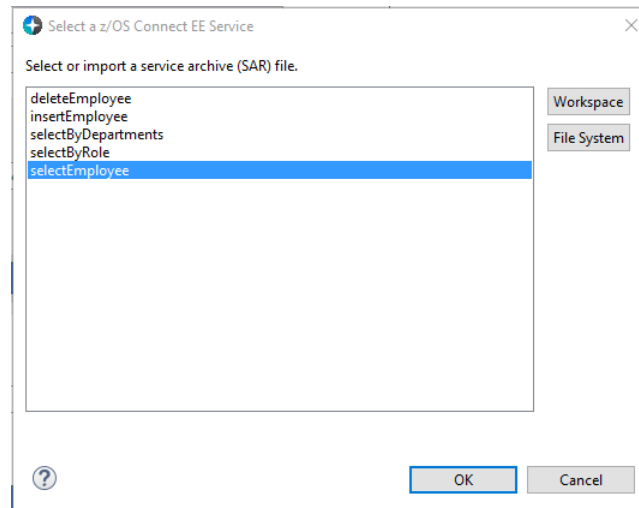 Select a z/OS Connect EE Service
Select or import a service archive (SAR) file.
deleteEmployee
insertEmployee
selectByDepartments
selectByRole
selectEmployee
Workspace
File System
?
OK
Cancel